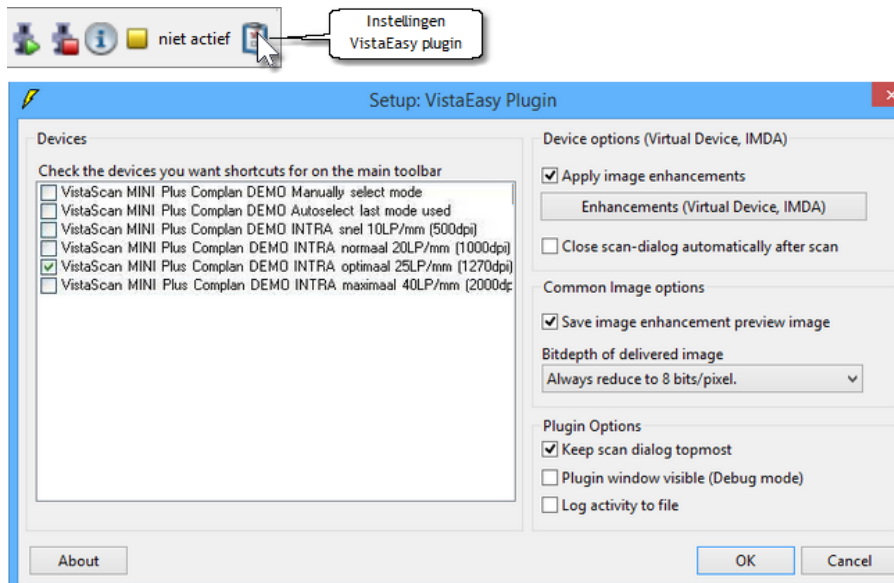 niet actief
Instellingen
VistaEasy plugin
Setup: VistaEasy Plugin
Devices
Check the devices you want shortcuts for on the main toolbar
VistaScan MINI Plus Complan DEMO Manually select mode
VistaScan MINI Plus Complan DEMO Autoselect last mode used
VistaScan MINI Plus Complan DEMO INTRA snel 10LP/mm (500dpi)
VistaScan MINI Plus Complan DEMO INTRA normaal 20LP/mm (1000dpi)
VistaScan MINI Plus Complan DEMO INTRA optimaal 25LP/mm (1270dpi)
VistaScan MINI Plus Complan DEMO INTRA maximaal 40LP/mm (2000dp
Device options (Virtual Device, IMDA)
Apply image enhancements
Enhancements (Virtual Device, IMDA)
Close scan-dialog automatically after scan
Common Image options
Save image enhancement preview image
Bitdepth of delivered image
Always reduce to 8 bits/pixel.
Plugin Options
Keep scan dialog topmost
Plugin window visible (Debug mode)
Log activity to file
About
OK
Cancel